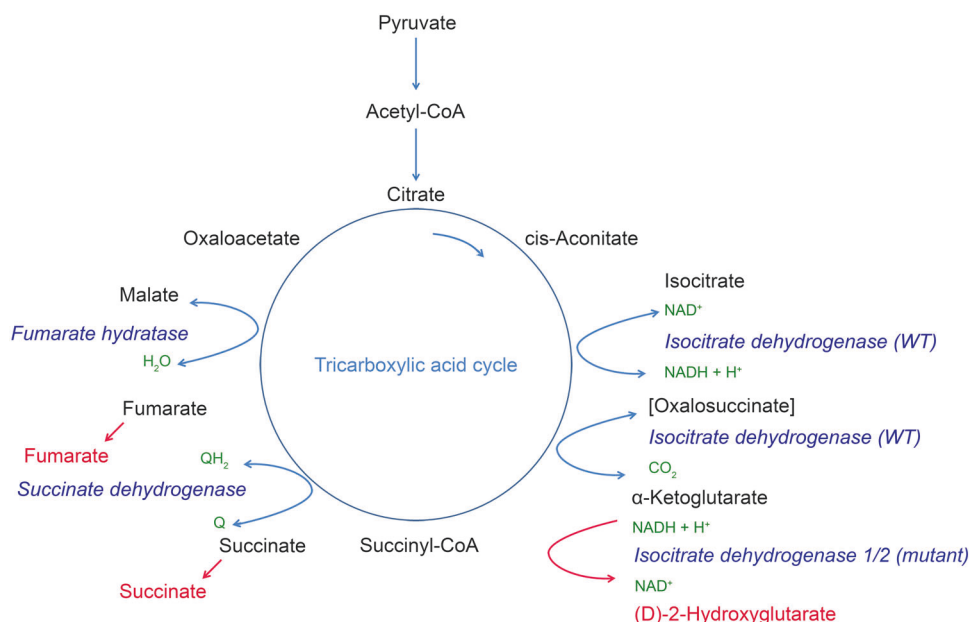 Pyruvate
Acetyl-CoA
Citrate
Oxaloacetate
cis-Aconitate
Malate
Fumarate hydratase
H₂O
Fumarate
Fumarate
QH₂
Succinate dehydrogenase
Q
Succinate
Succinate
Tricarboxylic acid cycle
Succinyl-CoA
Isocitrate
NAD⁺
Isocitrate dehydrogenase (WT)
NADH + H⁺
[Oxalosuccinate]
Isocitrate dehydrogenase (WT)
CO₂
α-Ketoglutarate
NADH + H⁺
Isocitrate dehydrogenase 1/2 (mutant)
NAD⁺
(D)-2-Hydroxyglutarate